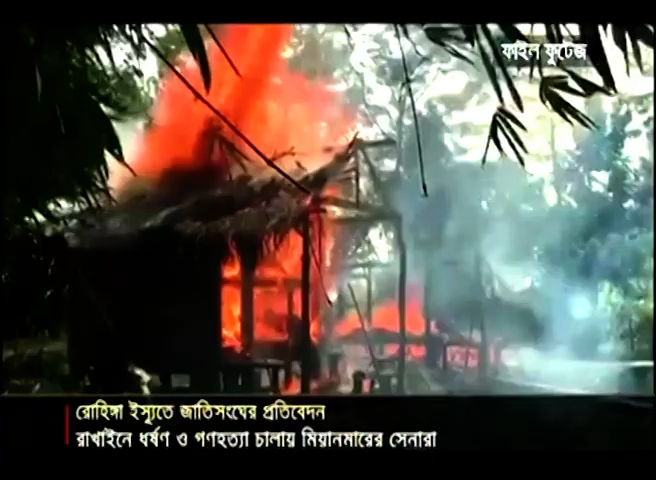 ফাইল ফুটেজ
রোহিঙ্গা ইস্যুতে জাতিসংঘের প্রতিবেদন
রাখাইনে ধর্ষণ ও গণহত্যা চালায় মিয়ানমারের সেনারা